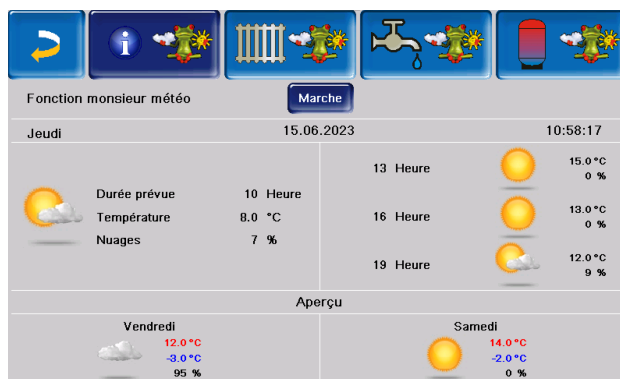 Fonction monsieur météo Marche
Jeudi 15.06.2023 10:58:17
Durée prévue 10 Heure
Température 8.0 °C
Nuages 7 %
13 Heure 15.0 °C
0 %
16 Heure 13.0 °C
0 %
19 Heure 12.0 °C
9 %
Aperçu
Vendredi
12.0 °C
-3.0 °C
95 %
Samedi
14.0 °C
-2.0 °C
0 %